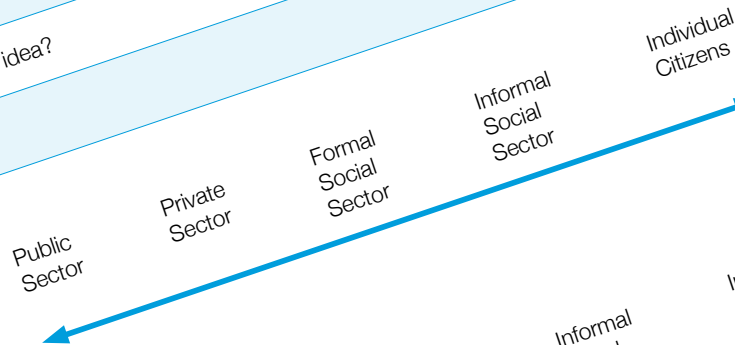 idea?
Public
Sector
Private
Sector
Formal
Social
Sector
Informal
Social
Sector
Individual
Citizens
Informal